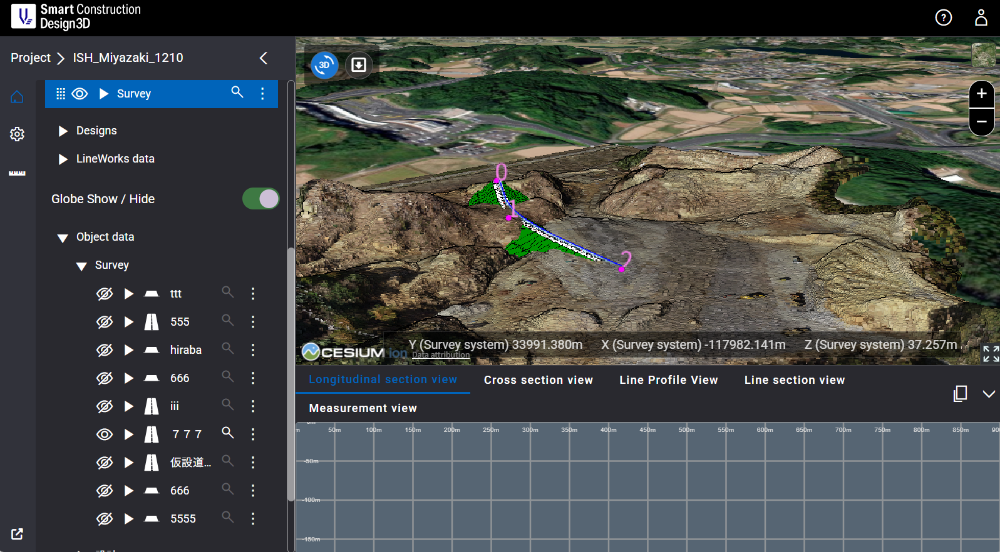 Smart Construction
Design3D
Project > ISH_Miyazaki_1210
Survey
Designs
LineWorks data
Globe Show / Hide
Object data
Survey
ttt
555
hiraba
666
iii
７７７
仮設道...
666
5555
3D
0
1
2
+
−
CESIUM ion
Data attribution
Y (Survey system) 33991.380m X (Survey system) -117982.141m Z (Survey system) 37.257m
Longitudinal section view Cross section view Line Profile View Line section view
Measurement view
0m
50m 100m 150m 200m 250m 300m 350m 400m 450m 500m 550m 600m 650m 700m 750m 800m 850m
-50m
-100m
-150m